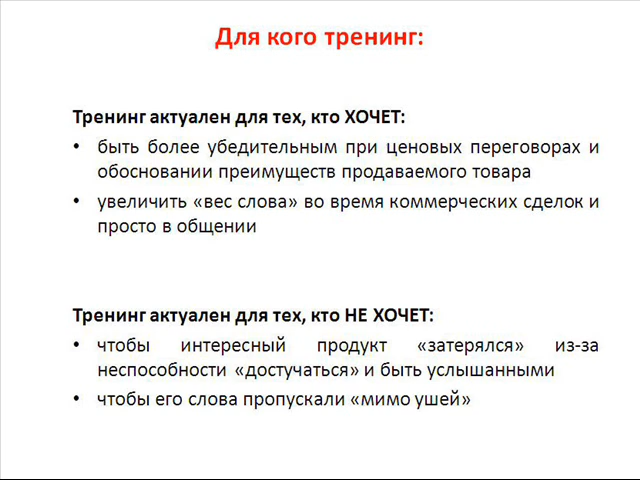 Для кого тренинг:
Тренинг актуален для тех, кто ХОЧЕТ:
• быть более убедительным при ценовых переговорах и
обосновании преимуществ продаваемого товара
• увеличить «вес слова» во время коммерческих сделок и
просто в общении
Тренинг актуален для тех, кто НЕ ХОЧЕТ:
• чтобы интересный продукт «затерялся» из-за
неспособности «достучаться» и быть услышанными
• чтобы его слова пропускали «мимо ушей»